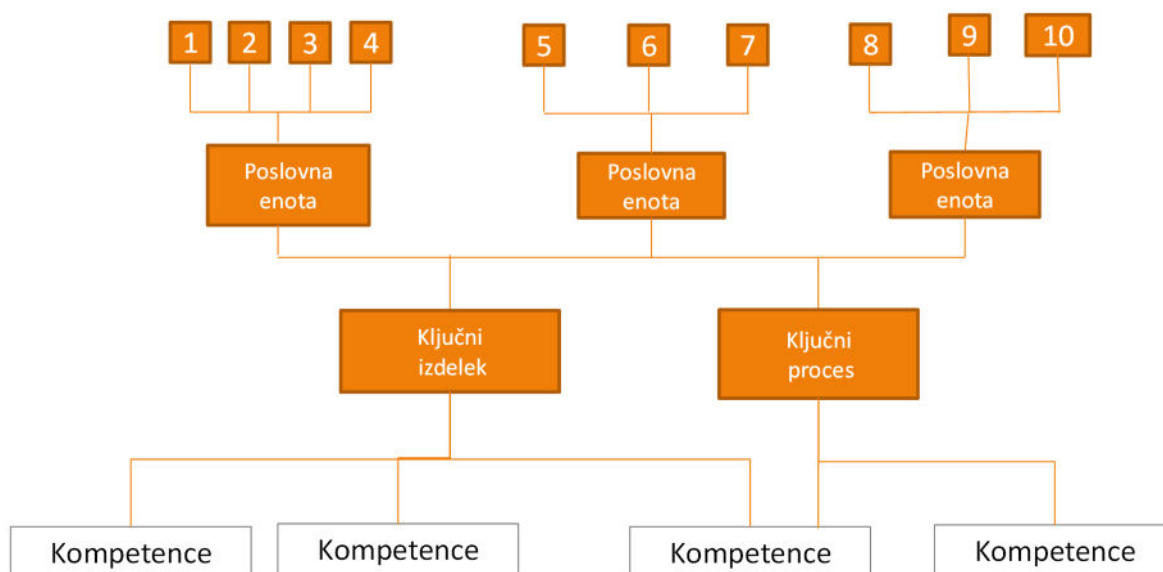 1 2 3 4 5 6 7 8 9 10
Poslovna
enota
Poslovna
enota
Poslovna
enota
Ključni
izdelek
Ključni
proces
Kompetence
Kompetence
Kompetence
Kompetence